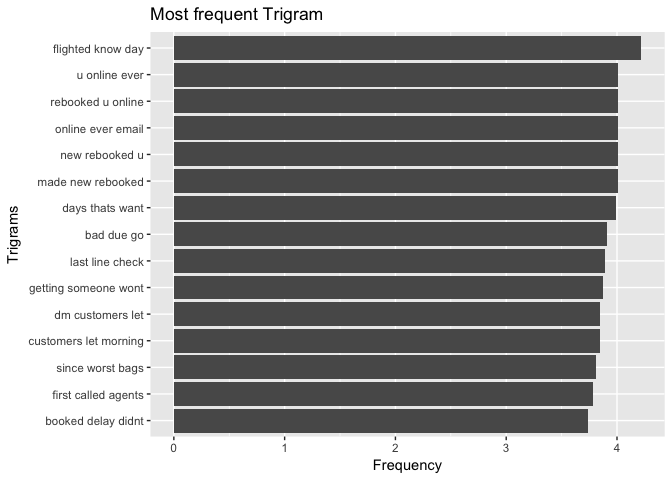 Most frequent Trigram
Trigrams
flighted know day
u online ever
rebooked u online
online ever email
new rebooked u
made new rebooked
days thats want
bad due go
last line check
getting someone wont
dm customers let
customers let morning
since worst bags
first called agents
booked delay didnt
0 1 2 3 4
Frequency